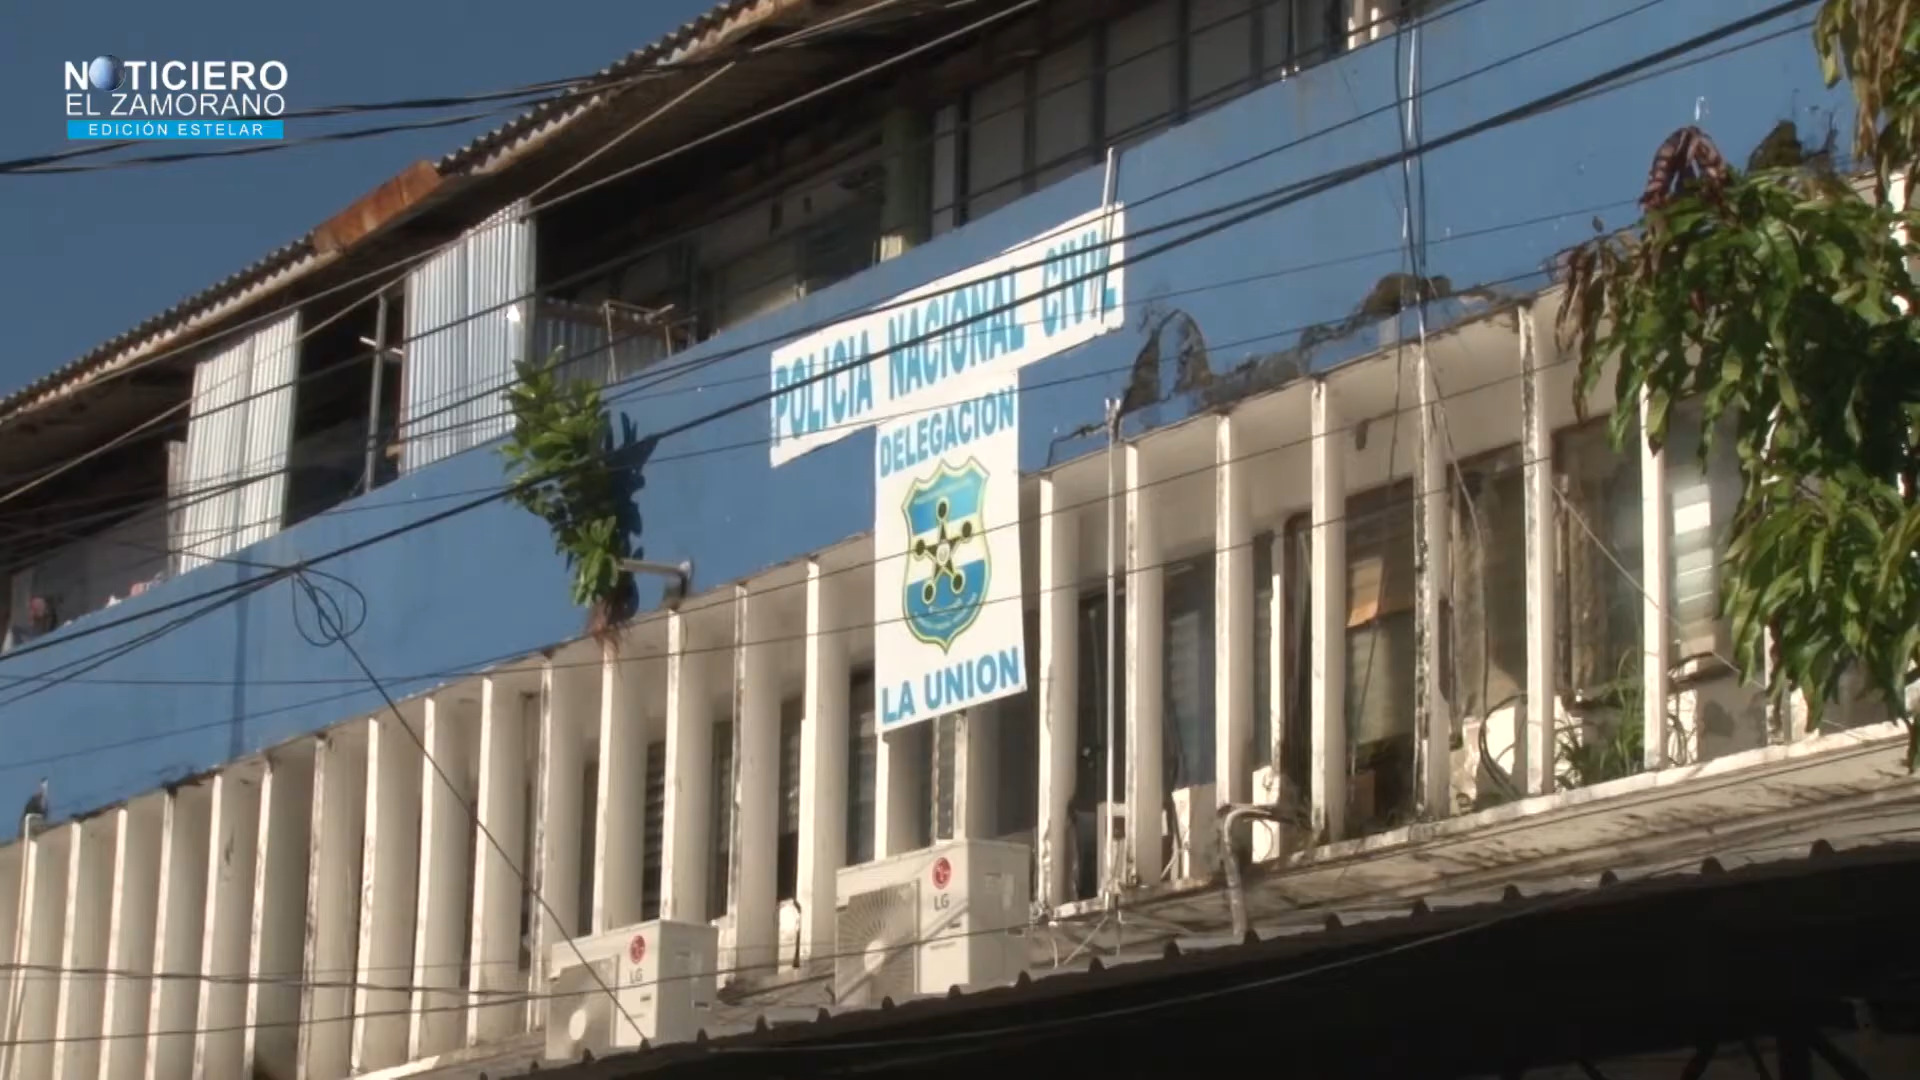 NOTICIERO
EL ZAMORANO
EDICIÓN ESTELAR
POLICIA NACIONAL CIVIL
DELEGACION
LA UNION
LG
LG